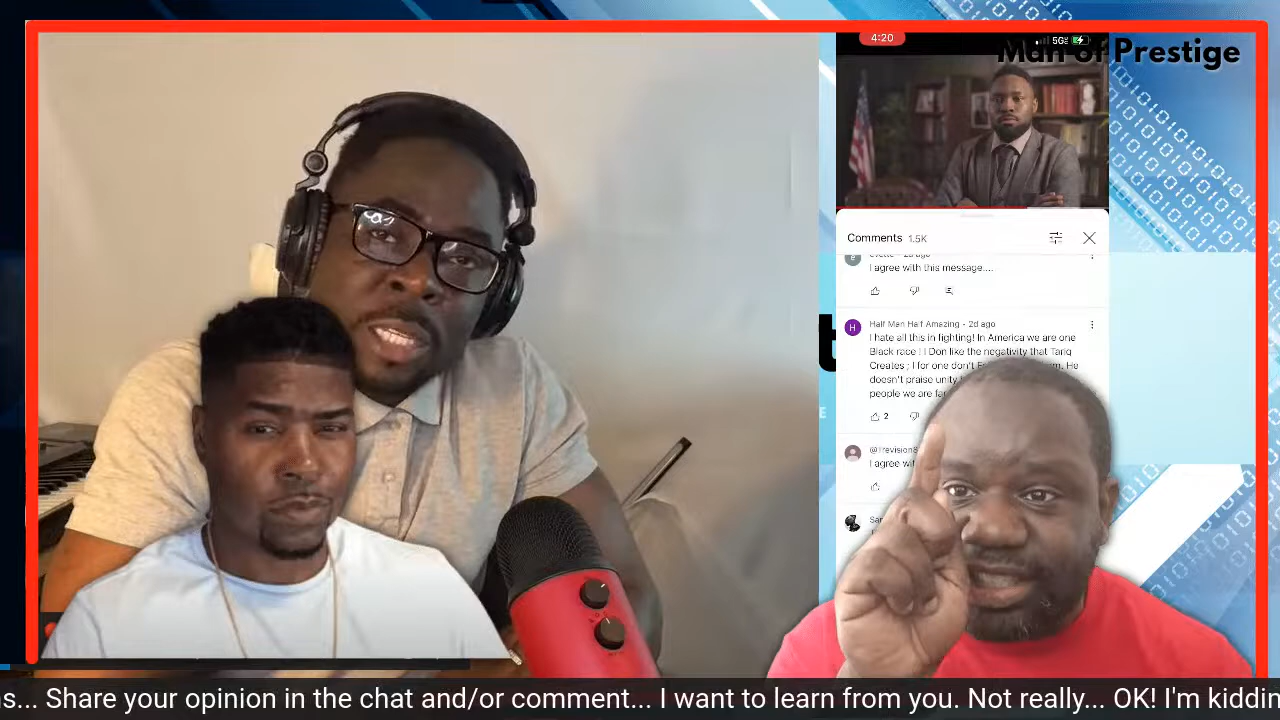 4:20
5G
Man of Prestige
Comments 1.5K
I agree with this message....
Half Man Half Amazing - 2d ago
I hate all this in fighting! In America we are one
Black race ! I Don like the negativity that Tariq
Creates ; I for one don't
He
doesn't praise unity
people we are
2
I agree
s... Share your opinion in the chat and/or comment... I want to learn from you. Not really... OK! I'm kiddin